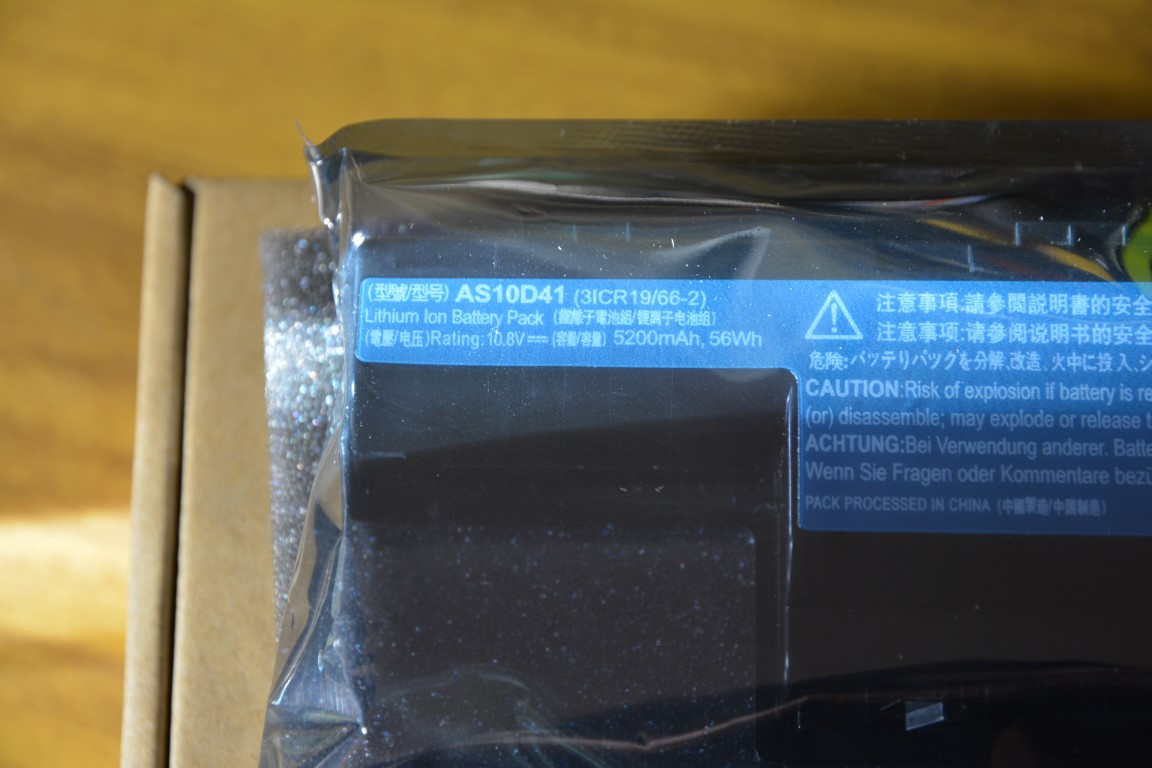 (型號/型号) AS10D41 (3ICR19/66-2)
Lithium Ion Battery Pack (鋰離子電池組/锂离子电池组)
(電壓/电压)Rating: 10.8V⎓ (容量/容量) 5200mAh, 56Wh
注意事項:請參閱説明書的安全
注意事项:请参阅说明书的安全
危険:バッテリパックを分解、改造、火中に投入、シ
CAUTION:Risk of explosion if battery is re
(or) disassemble; may explode or release t
ACHTUNG:Bei Verwendung anderer. Batte
Wenn Sie Fragen oder Kommentare bezü
PACK PROCESSED IN CHINA (中國製造/中国制造)